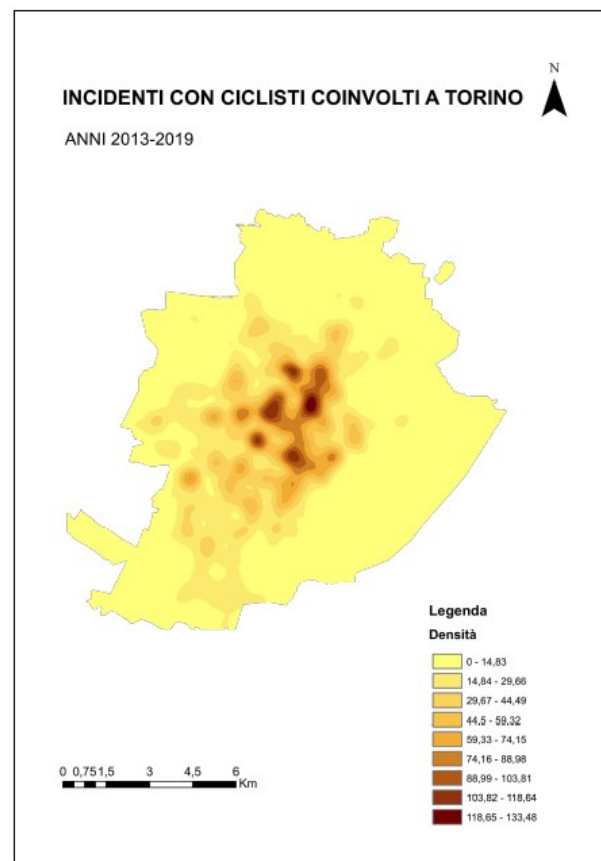 N
INCIDENTI CON CICLISTI COINVOLTI A TORINO
ANNI 2013-2019
Legenda
Densità
0 - 14,83
14,84 - 29,66
29,67 - 44,49
44,5 - 59,32
59,33 - 74,15
74,16 - 88,98
88,99 - 103,81
103,82 - 118,64
118,65 - 133,48
0 0,751,5 3 4,5 6
Km